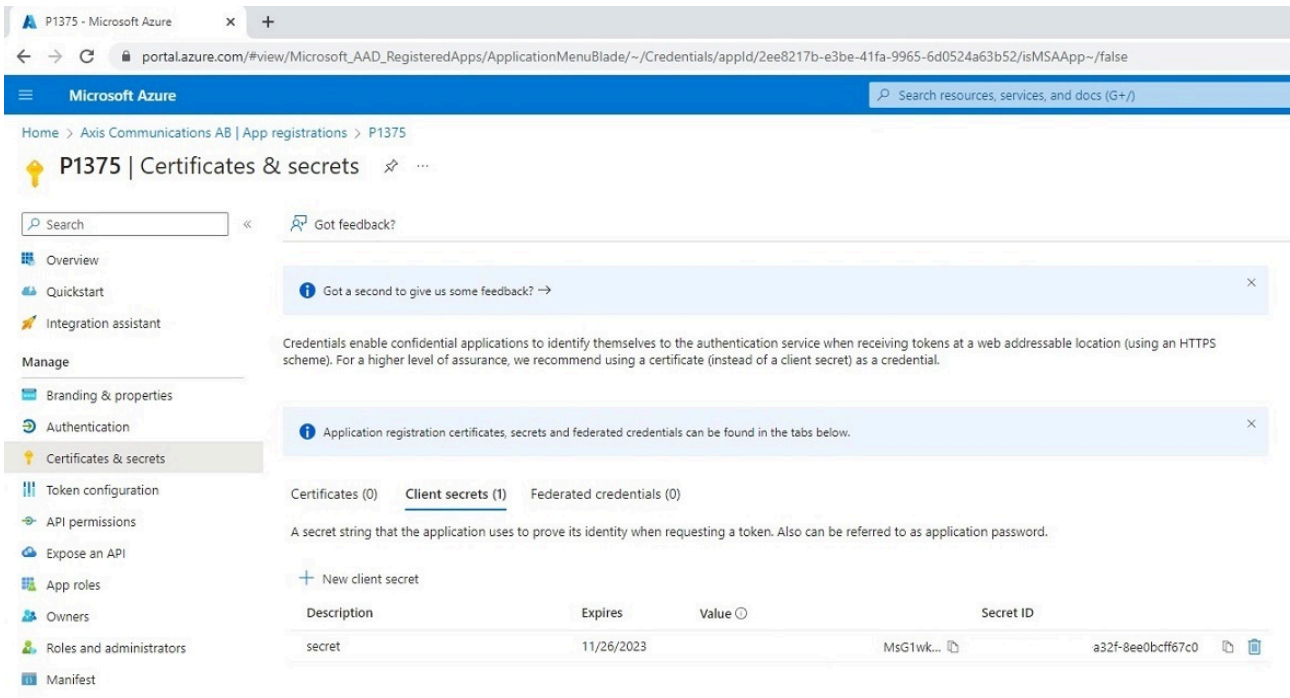 P1375 - Microsoft Azure
portal.azure.com/#view/Microsoft_AAD_RegisteredApps/ApplicationMenuBlade/~/Credentials/appId/2ee8217b-e3be-41fa-9965-6d0524a63b52/isMSAApp~/false
Microsoft Azure
Search resources, services, and docs (G+/)
Home > Axis Communications AB | App registrations > P1375
P1375 | Certificates & secrets
Search
Got feedback?
Overview
Quickstart
Integration assistant
Manage
Branding & properties
Authentication
Certificates & secrets
Token configuration
API permissions
Expose an API
App roles
Owners
Roles and administrators
Manifest
Got a second to give us some feedback?
Credentials enable confidential applications to identify themselves to the authentication service when receiving tokens at a web addressable location (using an HTTPS
scheme). For a higher level of assurance, we recommend using a certificate (instead of a client secret) as a credential.
Application registration certificates, secrets and federated credentials can be found in the tabs below.
Certificates (0) Client secrets (1) Federated credentials (0)
A secret string that the application uses to prove its identity when requesting a token. Also can be referred to as application password.
New client secret
Description Expires Value Secret ID
secret 11/26/2023 MsG1wk... a32f-8ee0bcff67c0